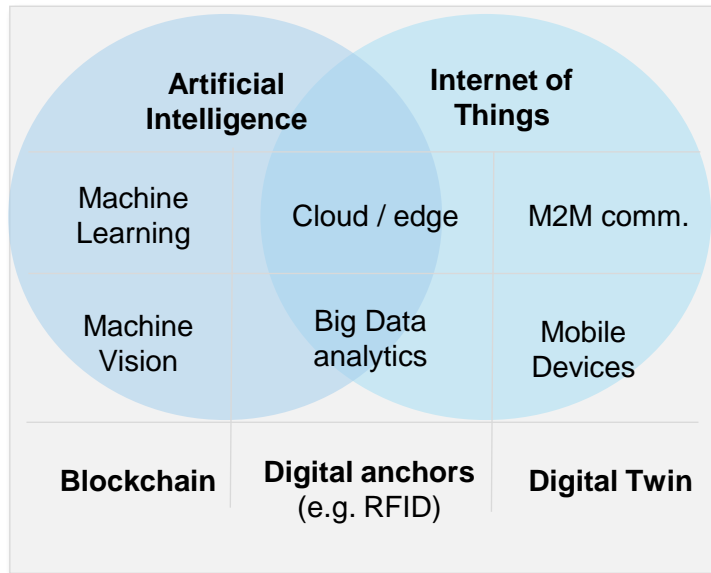 Artificial
Intelligence
Internet of
Things
Machine
Learning
Cloud / edge
M2M comm.
Machine
Vision
Big Data
analytics
Mobile
Devices
Blockchain
Digital anchors
(e.g. RFID)
Digital Twin